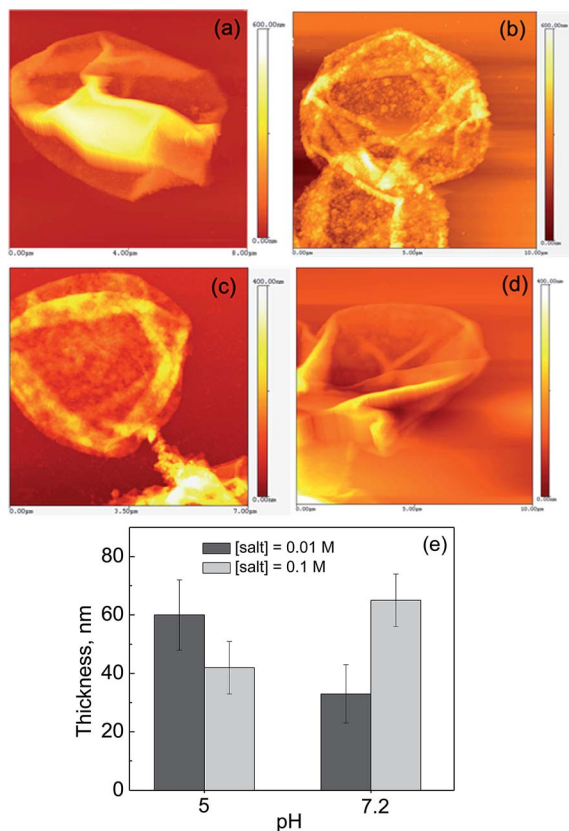 (a)
600.00nm
0.00nm
0.00µm
4.00µm
8.00µm
(b)
600.00nm
0.00nm
0.00µm
5.00µm
10.00µm
(c)
400.00nm
0.00nm
0.00µm
3.50µm
7.00µm
(d)
400.00nm
0.00nm
0.00µm
5.00µm
10.00µm
(e)
[salt] = 0.01 M
[salt] = 0.1 M
Thickness, nm
80
60
40
20
0
5
7.2
pH